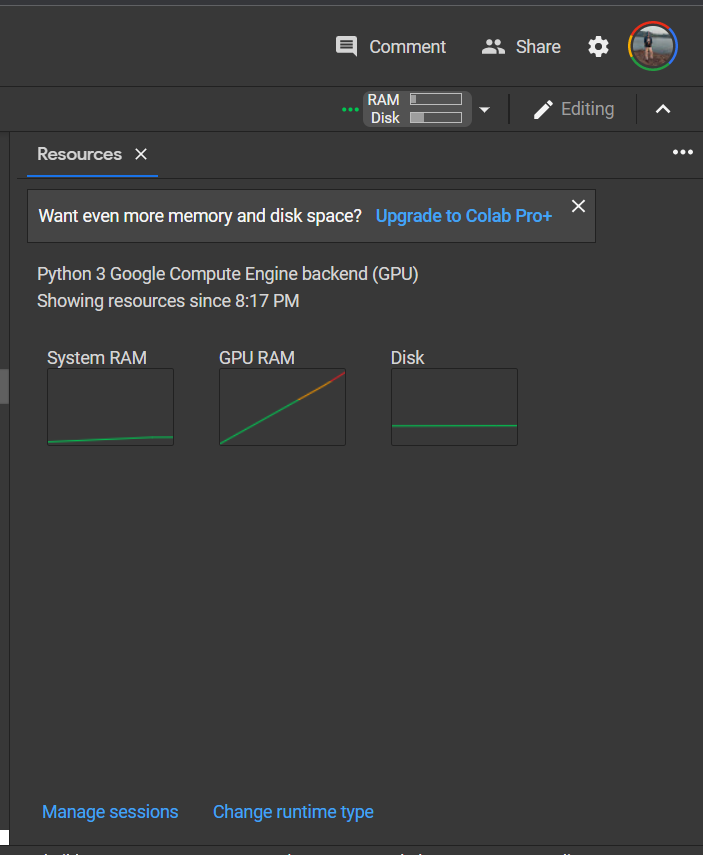 Comment Share
RAM
Disk
Editing
Resources
Want even more memory and disk space? Upgrade to Colab Pro+
Python 3 Google Compute Engine backend (GPU)
Showing resources since 8:17 PM
System RAM GPU RAM Disk
Manage sessions Change runtime type